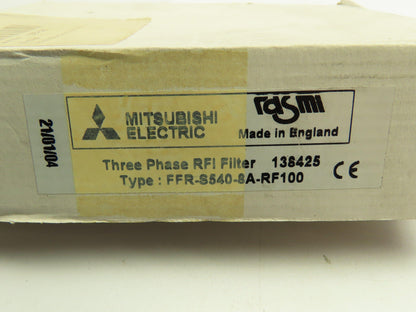 21/01/04
MITSUBISHI
ELECTRIC
rasmi
Made in England
Three Phase RFI Filter 136425
Type : FFR-S540-8A-RF100
CE